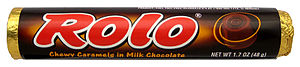 ROLO
Chewy Caramels in Milk Chocolate
NET WT 1.7 OZ (48 g)